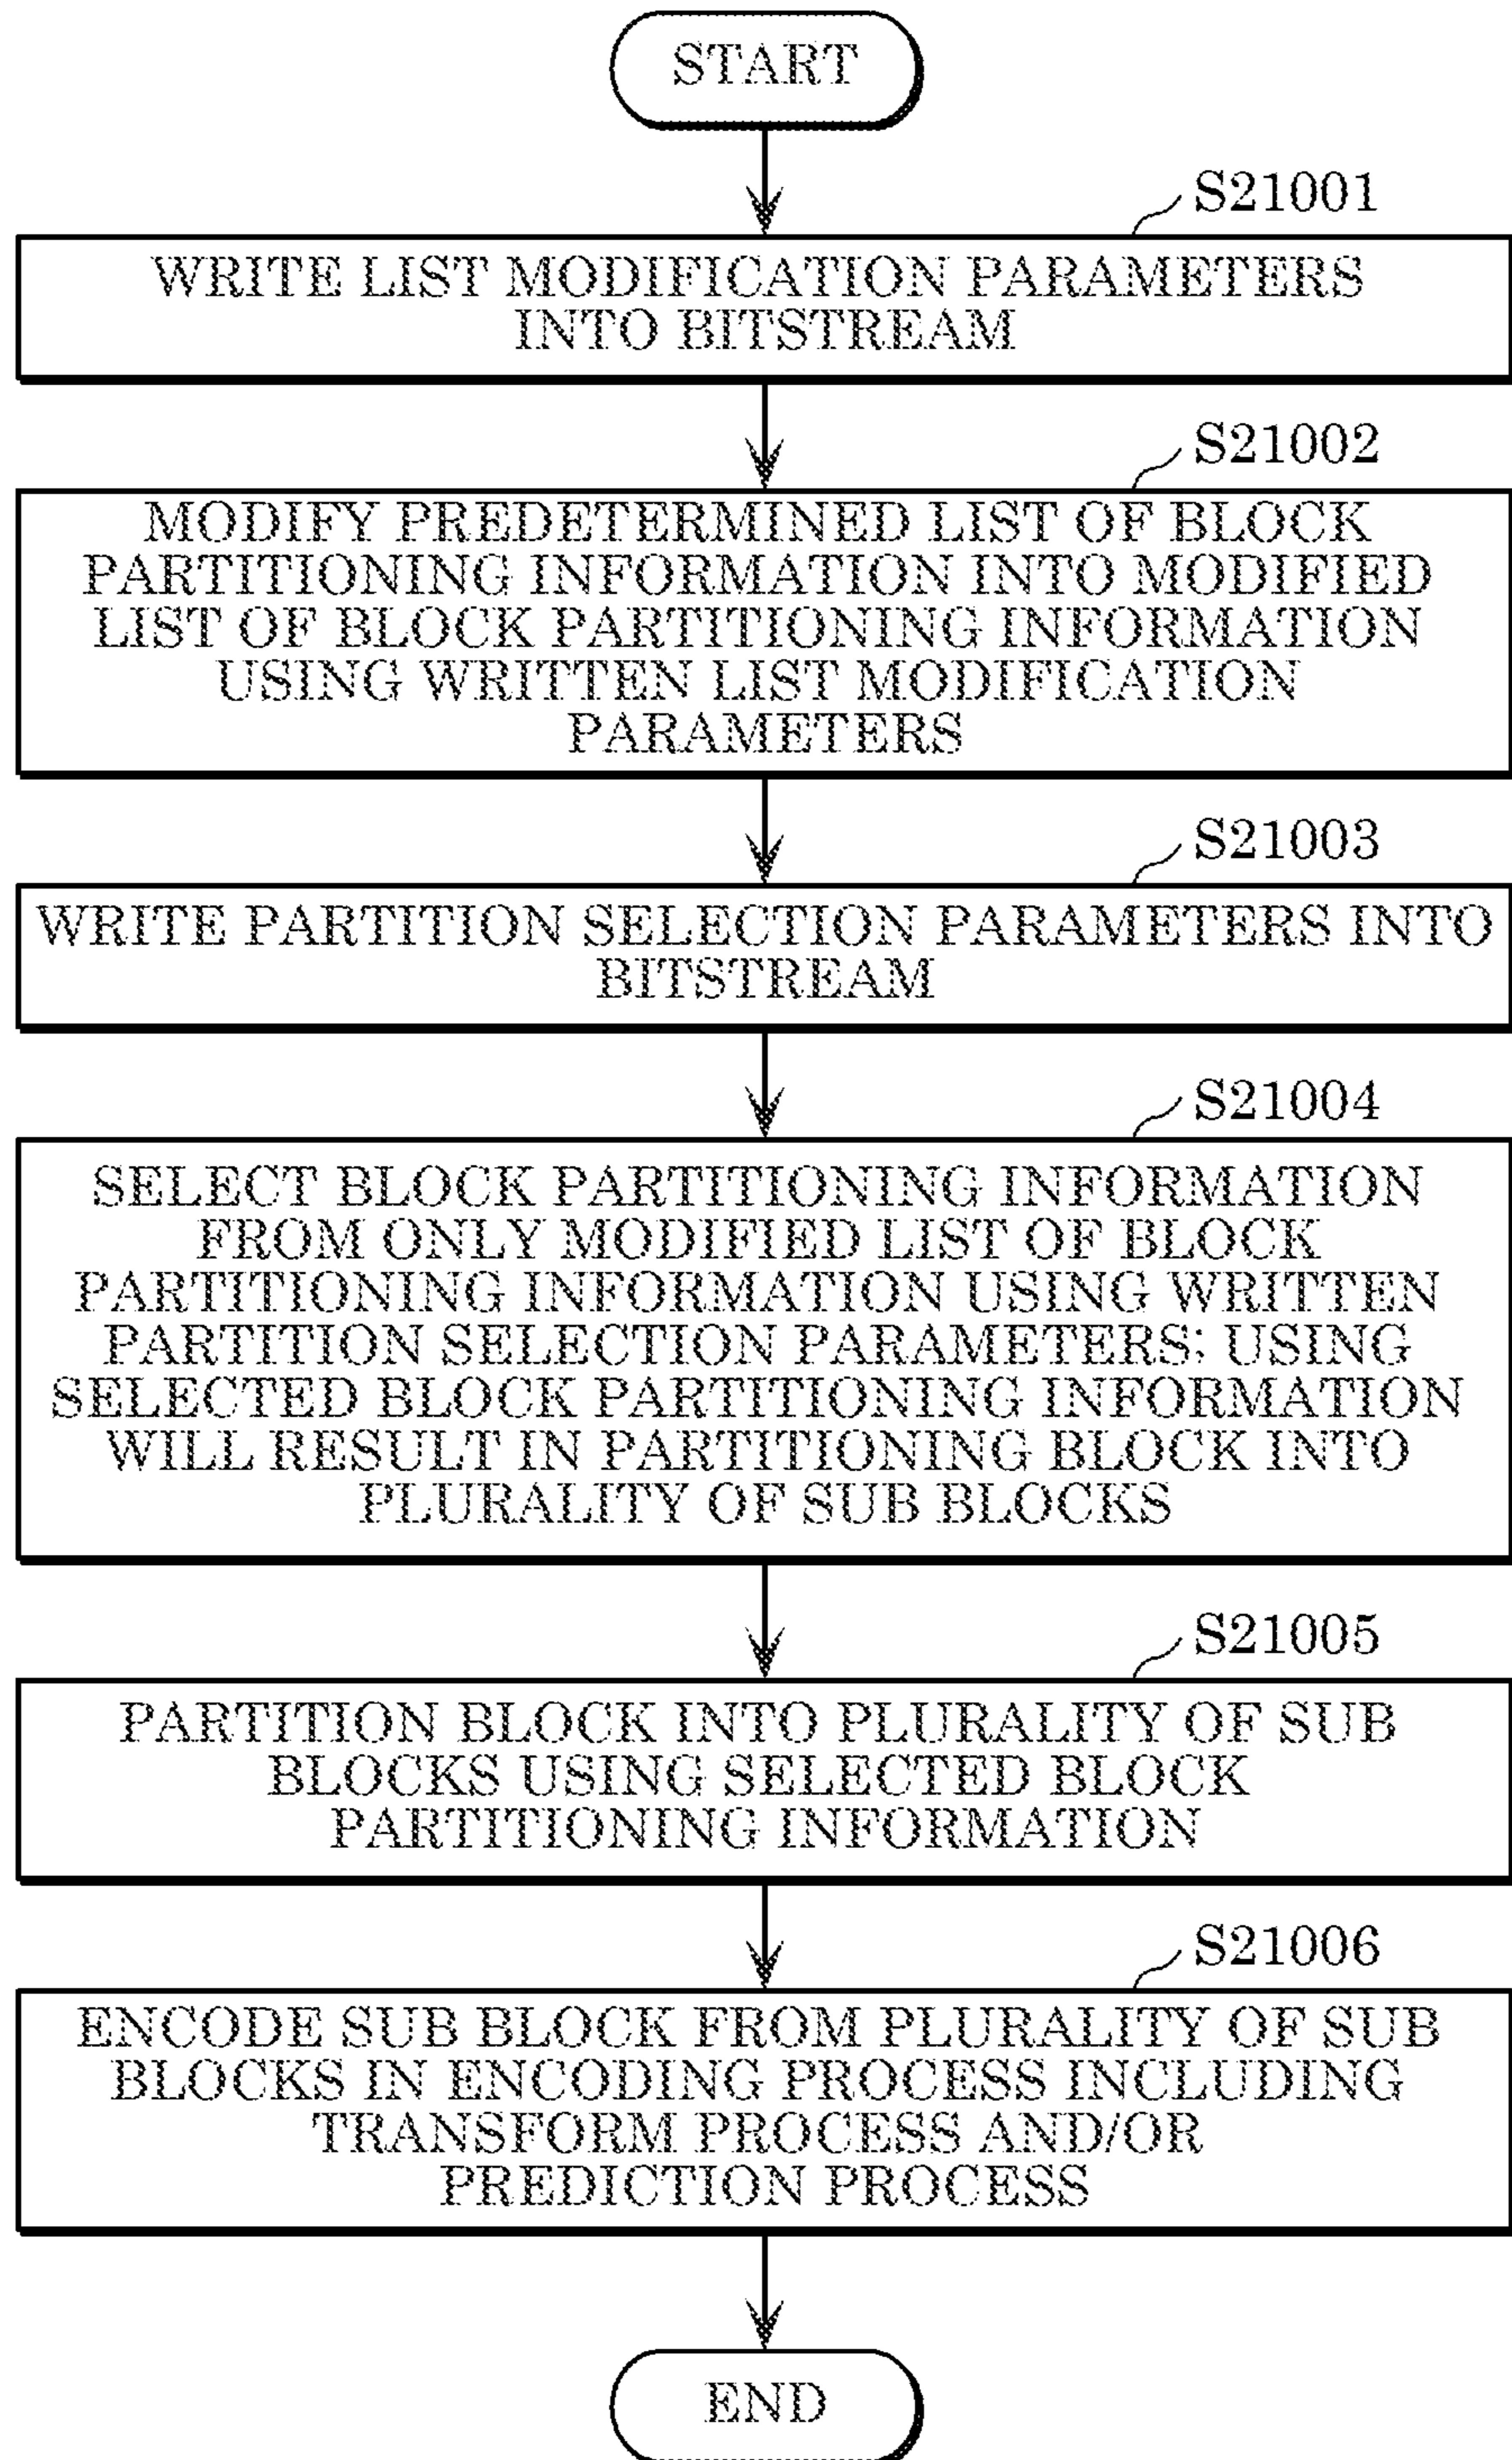 START
S21001
WRITE LIST MODIFICATION PARAMETERS
INTO BITSTREAM
S21002
MODIFY PREDETERMINED LIST OF BLOCK
PARTITIONING INFORMATION INTO MODIFIED
LIST OF BLOCK PARTITIONING INFORMATION
USING WRITTEN LIST MODIFICATION
PARAMETERS
S21003
WRITE PARTITION SELECTION PARAMETERS INTO
BITSTREAM
S21004
SELECT BLOCK PARTITIONING INFORMATION
FROM ONLY MODIFIED LIST OF BLOCK
PARTITIONING INFORMATION USING WRITTEN
PARTITION SELECTION PARAMETERS; USING
SELECTED BLOCK PARTITIONING INFORMATION
WILL RESULT IN PARTITIONING BLOCK INTO
PLURALITY OF SUB BLOCKS
S21005
PARTITION BLOCK INTO PLURALITY OF SUB
BLOCKS USING SELECTED BLOCK
PARTITIONING INFORMATION
S21006
ENCODE SUB BLOCK FROM PLURALITY OF SUB
BLOCKS IN ENCODING PROCESS INCLUDING
TRANSFORM PROCESS AND/OR
PREDICTION PROCESS
END